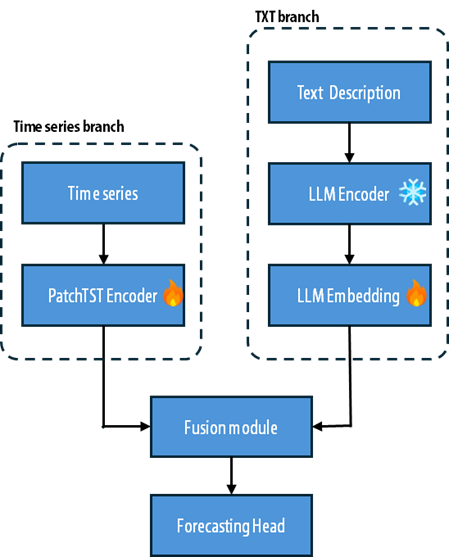 TXT branch
Text Description
LLM Encoder
LLM Embedding
Time series branch
Time series
PatchTST Encoder
Fusion module
Forecasting Head